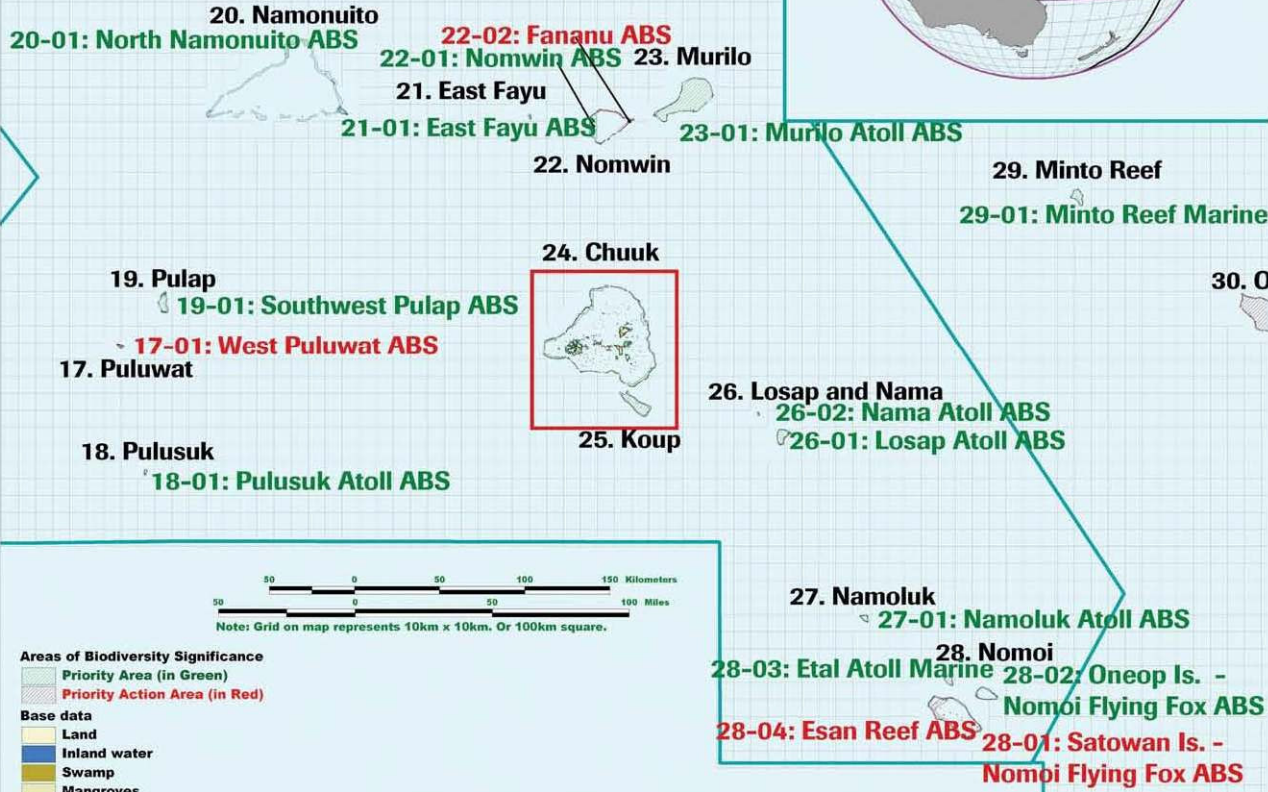 20. Namonuito
20-01: North Namonuito ABS
22-02: Fananu ABS
22-01: Nomwin ABS
23. Murilo
21. East Fayu
21-01: East Fayu ABS
23-01: Murilo Atoll ABS
22. Nomwin
29. Minto Reef
29-01: Minto Reef Marine
24. Chuuk
19. Pulap
19-01: Southwest Pulap ABS
30. O
17-01: West Puluwat ABS
17. Puluwat
26. Losap and Nama
26-02: Nama Atoll ABS
25. Koup
26-01: Losap Atoll ABS
18. Pulusuk
18-01: Pulusuk Atoll ABS
50 0 50 100 150 Kilometers
50 0 50 100 Miles
Note: Grid on map represents 10km x 10km. Or 100km square.
27. Namoluk
27-01: Namoluk Atoll ABS
28. Nomoi
28-03: Etal Atoll Marine
28-02: Oneop Is. -
Nomoi Flying Fox ABS
28-04: Esan Reef ABS
28-01: Satowan Is. -
Nomoi Flying Fox ABS
Areas of Biodiversity Significance
Priority Area (in Green)
Priority Action Area (in Red)
Base data
Land
Inland water
Swamp
Mangroves